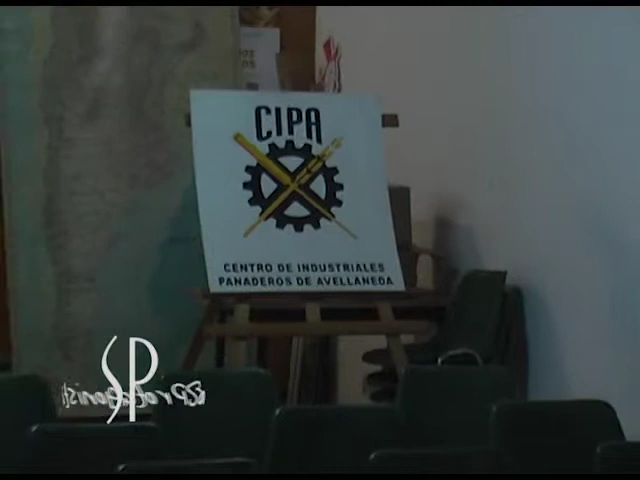 CIPA
CENTRO DE INDUSTRIALES
PANADEROS DE AVELLANEDA
SP